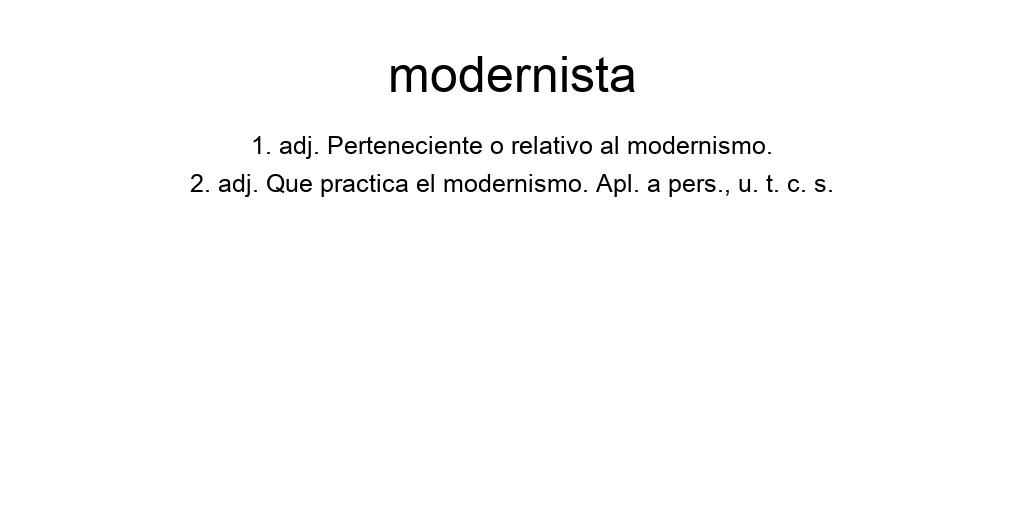 modernista
1. adj. Perteneciente o relativo al modernismo.
2. adj. Que practica el modernismo. Apl. a pers., u. t. c. s.